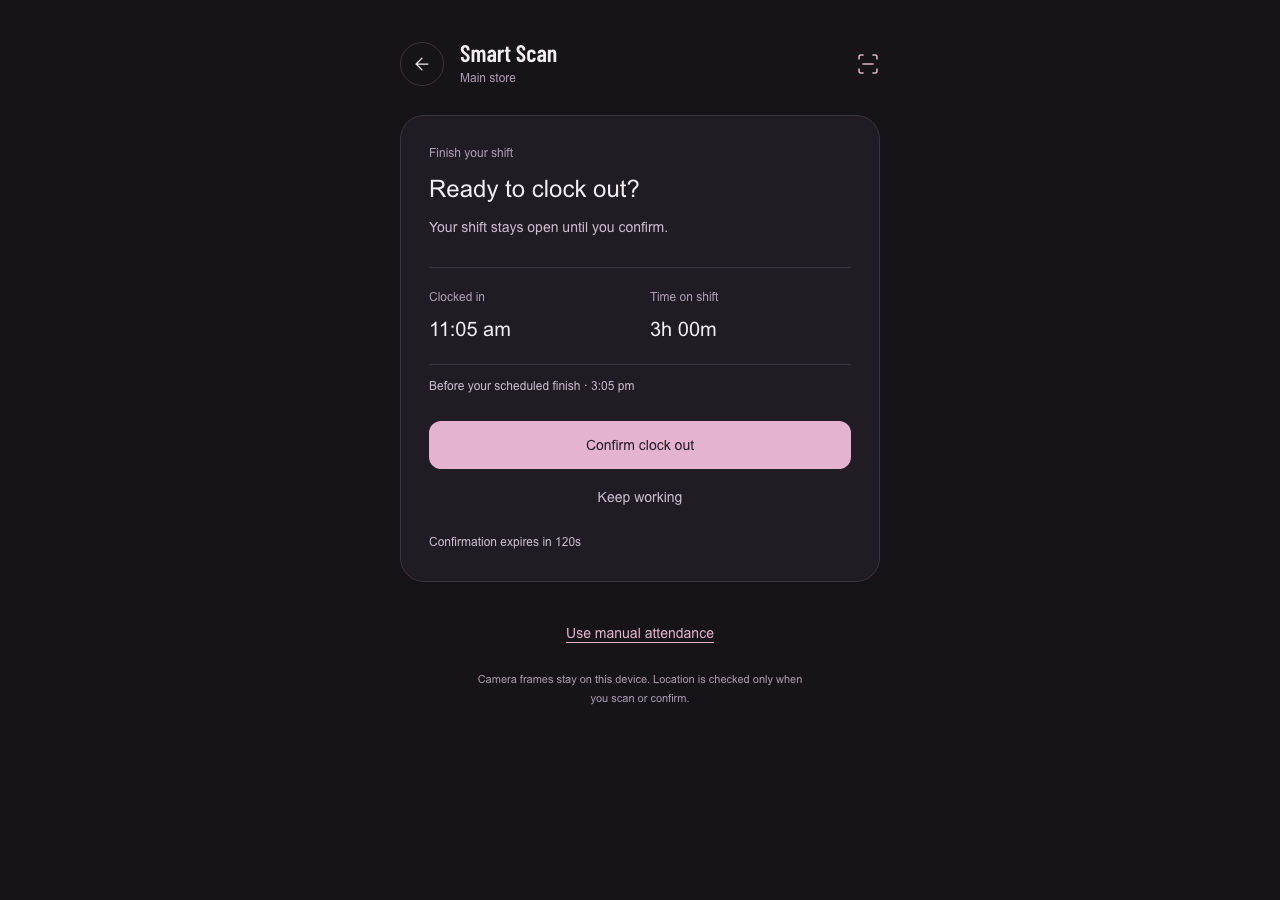 Smart Scan
Main store
Finish your shift
Ready to clock out?
Your shift stays open until you confirm.
Clocked in
11:05 am
Time on shift
3h 00m
Before your scheduled finish · 3:05 pm
Confirm clock out
Keep working
Confirmation expires in 120s
Use manual attendance
Camera frames stay on this device. Location is checked only when
you scan or confirm.